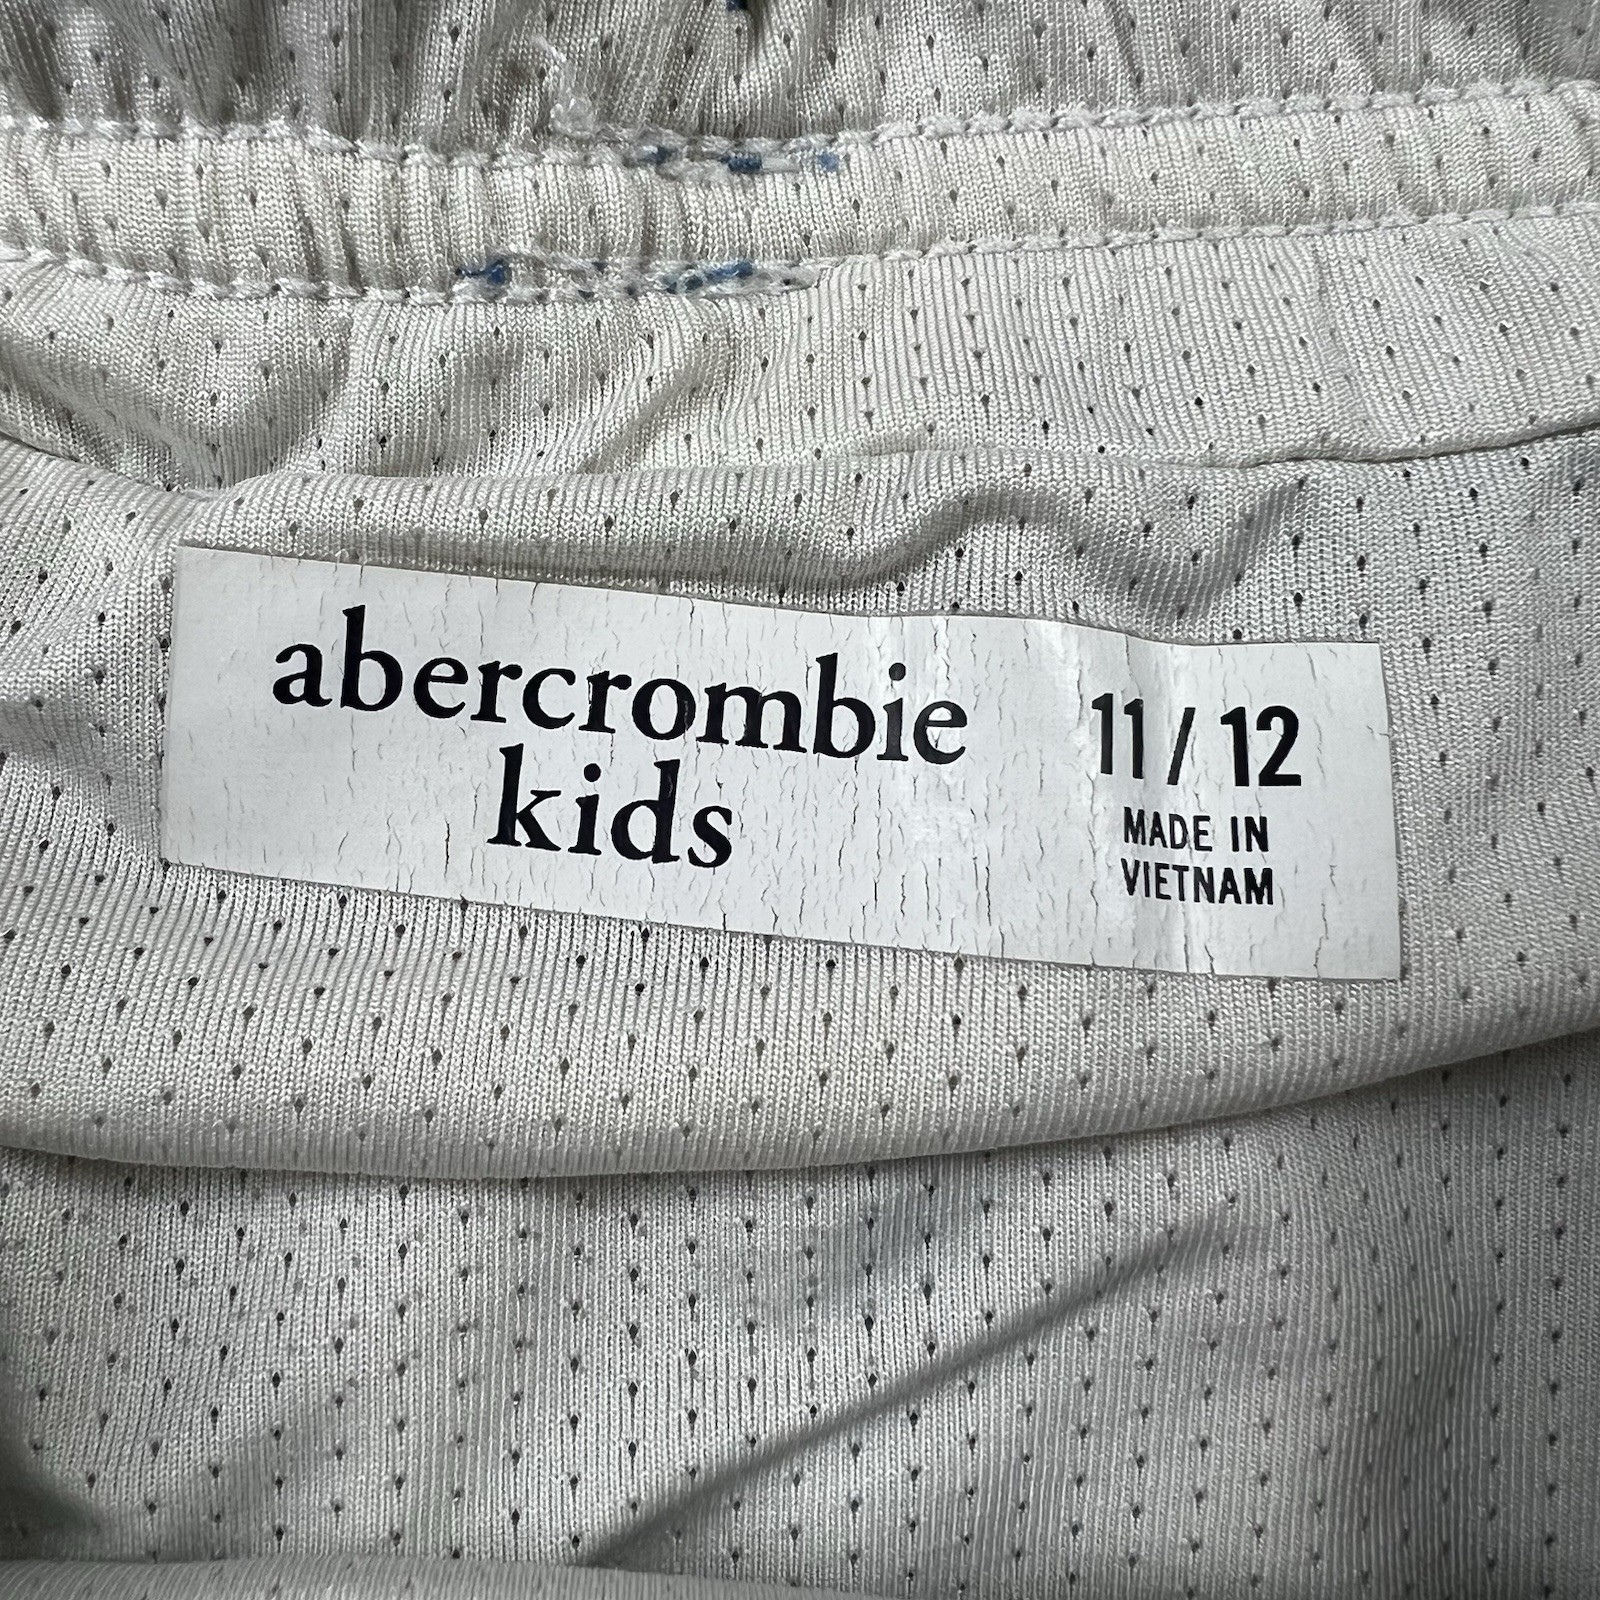 abercrombie
kids
11 / 12
MADE IN
VIETNAM